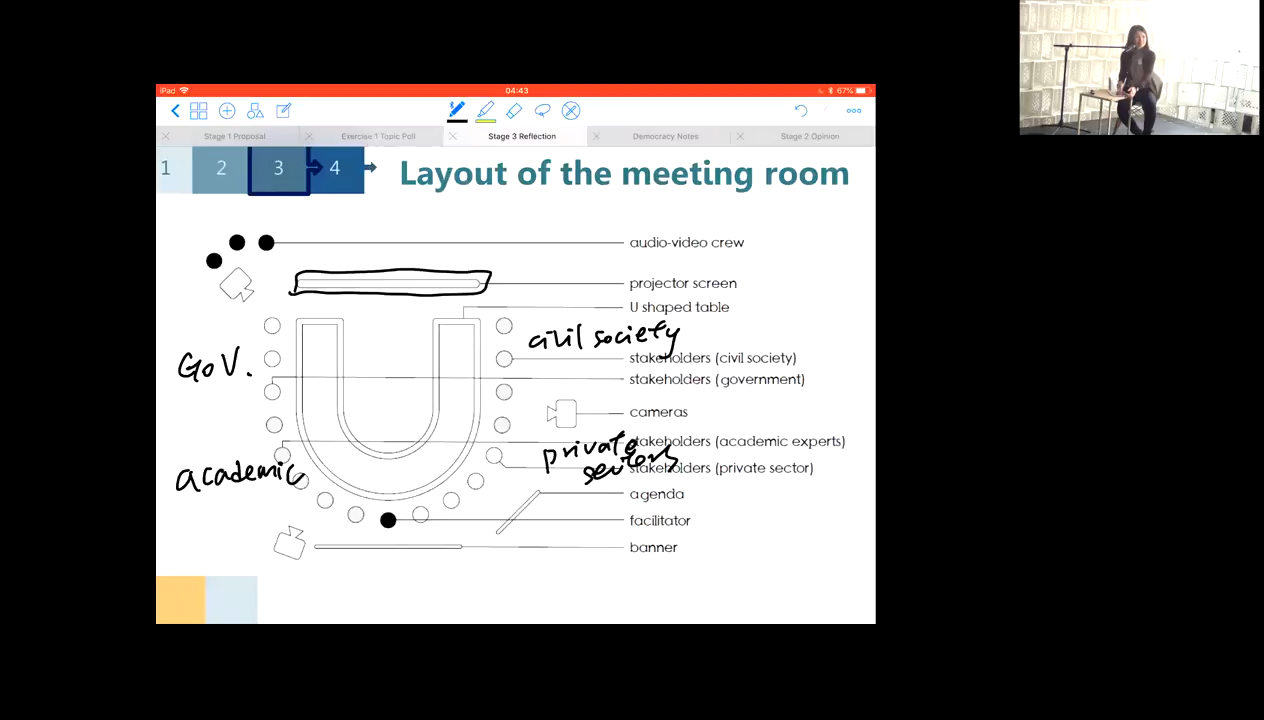 iPad
04:43
67%
Stage 1 Proposal
Exercise 1 Topic Poll
Stage 3 Reflection
Democracy Notes
Stage 2 Opinion
1 2 3 4
Layout of the meeting room
audio-video crew
projector screen
U shaped table
civil society
stakeholders (civil society)
Gov.
stakeholders (government)
cameras
stakeholders (academic experts)
private
sectors
stakeholders (private sector)
academic
agenda
facilitator
banner